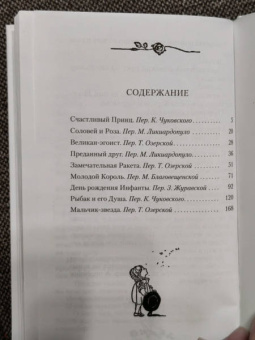 СОДЕРЖАНИЕ
Счастливый Принц. Пер. К. Чуковского 5
Соловей и Роза. Пер. М. Ликиардопуло 20
Великан-эгоист. Пер. Т. Озерской 28
Преданный друг. Пер. М. Ликиардопуло 36
Замечательная Ракета. Пер. Т. Озерской 51
Молодой Король. Пер. М. Благовещенской 71
День рождения Инфанты. Пер. З. Журавской 93
Рыбак и его Душа. Пер. К. Чуковского 120
Мальчик-звезда. Пер. Т. Озерской 168